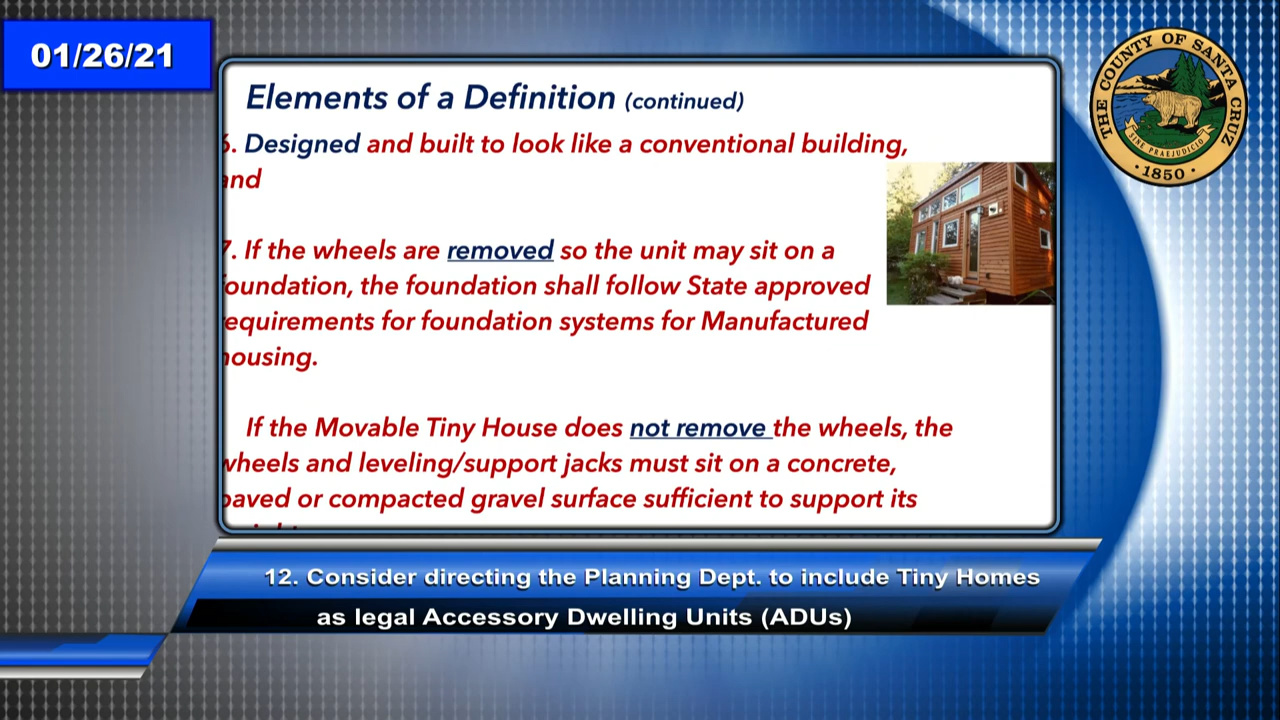 01/26/21
THE COUNTY OF SANTA CRUZ
SINE PRAEJUDICIO
• 1850 •
Elements of a Definition (continued)
6. Designed and built to look like a conventional building,
and
7. If the wheels are removed so the unit may sit on a
foundation, the foundation shall follow State approved
requirements for foundation systems for Manufactured
housing.
If the Movable Tiny House does not remove the wheels, the
wheels and leveling/support jacks must sit on a concrete,
paved or compacted gravel surface sufficient to support its
12. Consider directing the Planning Dept. to include Tiny Homes
as legal Accessory Dwelling Units (ADUs)